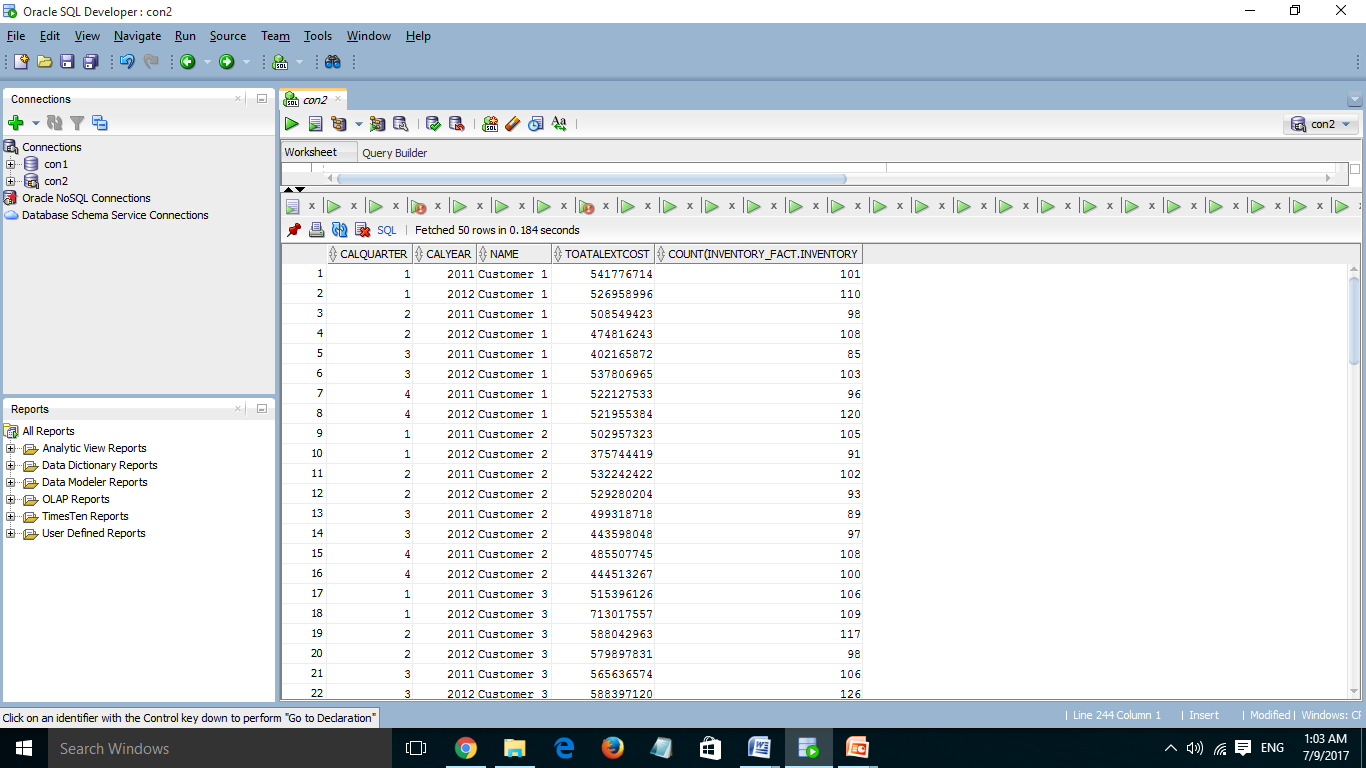 Oracle SQL Developer : con2
File Edit View Navigate Run Source Team Tools Window Help
Connections
Connections
con1
con2
Oracle NoSQL Connections
Database Schema Service Connections
Reports
All Reports
Analytic View Reports
Data Dictionary Reports
Data Modeler Reports
OLAP Reports
TimesTen Reports
User Defined Reports
con2
con2
Worksheet Query Builder
SQL | Fetched 50 rows in 0.184 seconds
CALQUARTER CALYEAR NAME TOATALEXTCOST COUNT(INVENTORY_FACT.INVENTORY
1 1 2011 Customer 1 541776714 101
2 1 2012 Customer 1 526958996 110
3 2 2011 Customer 1 508549423 98
4 2 2012 Customer 1 474816243 108
5 3 2011 Customer 1 402165872 85
6 3 2012 Customer 1 537806965 103
7 4 2011 Customer 1 522127533 96
8 4 2012 Customer 1 521955384 120
9 1 2011 Customer 2 502957323 105
10 1 2012 Customer 2 375744419 91
11 2 2011 Customer 2 532242422 102
12 2 2012 Customer 2 529280204 93
13 3 2011 Customer 2 499318718 89
14 3 2012 Customer 2 443598048 97
15 4 2011 Customer 2 485507745 108
16 4 2012 Customer 2 444513267 100
17 1 2011 Customer 3 515396126 106
18 1 2012 Customer 3 713017557 109
19 2 2011 Customer 3 588042963 117
20 2 2012 Customer 3 579897831 98
21 3 2011 Customer 3 565636574 106
22 3 2012 Customer 3 588397120 126
Click on an identifier with the Control key down to perform "Go to Declaration"
| Line 244 Column 1 | Insert | Modified | Windows: CF
Search Windows
ENG
1:03 AM
7/9/2017